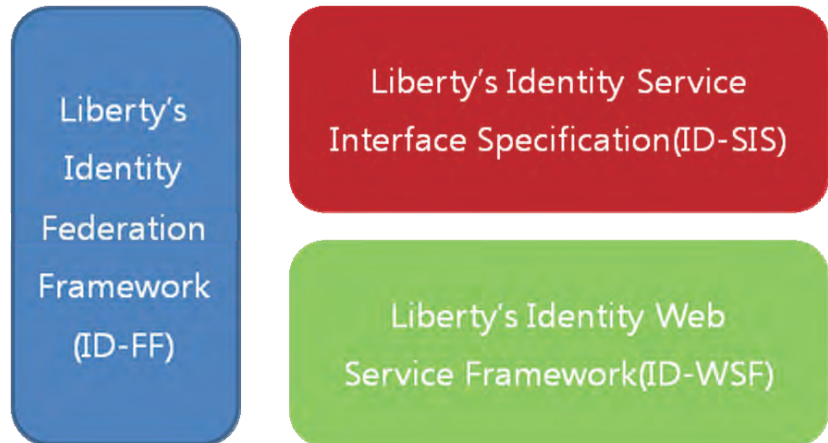 Liberty's
Identity
Federation
Framework
(ID-FF)
Liberty's Identity Service
Interface Specification(ID-SIS)
Liberty's Identity Web
Service Framework(ID-WSF)